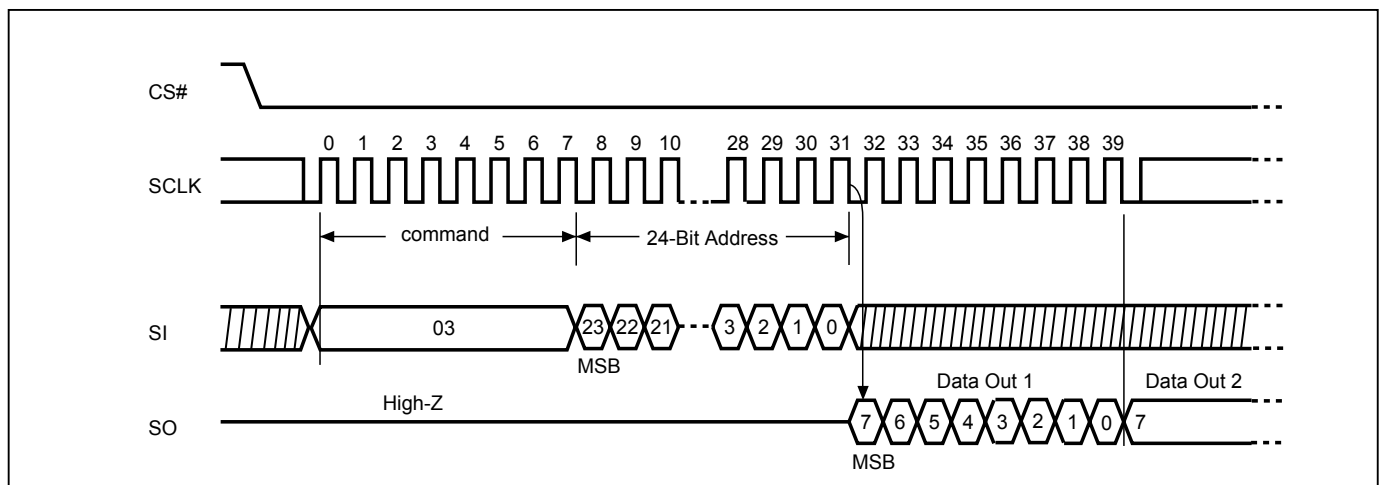 CS#
0 1 2 3 4 5 6 7 8 9 10 28 29 30 31 32 33 34 35 36 37 38 39
SCLK
command 24-Bit Address
SI 03 23 22 21 3 2 1 0
MSB
Data Out 1 Data Out 2
High-Z
SO 7 6 5 4 3 2 1 0 7
MSB